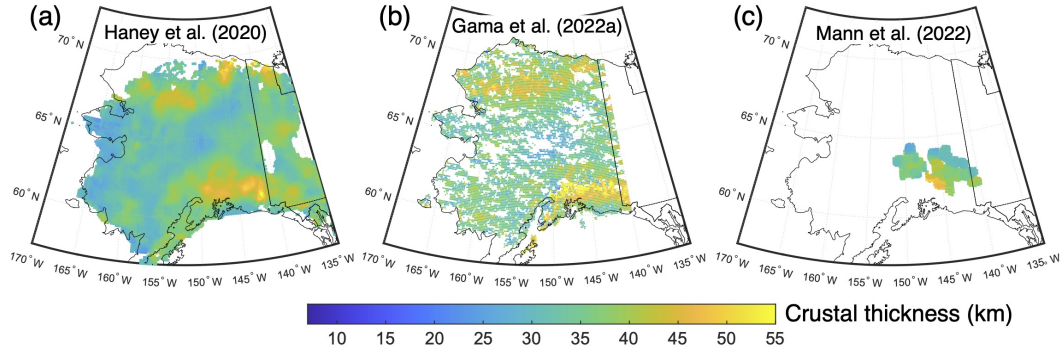 (a)
Haney et al. (2020)
70° N
65° N
60° N
170° W
165° W
160° W
155° W
150° W
145° W
140° W
135° W
(b)
Gama et al. (2022a)
70° N
65° N
60° N
170° W
165° W
160° W
155° W
150° W
145° W
140° W
135° W
(c)
Mann et al. (2022)
70° N
65° N
60° N
170° W
165° W
160° W
155° W
150° W
145° W
140° W
135° W
10 15 20 25 30 35 40 45 50 55
Crustal thickness (km)